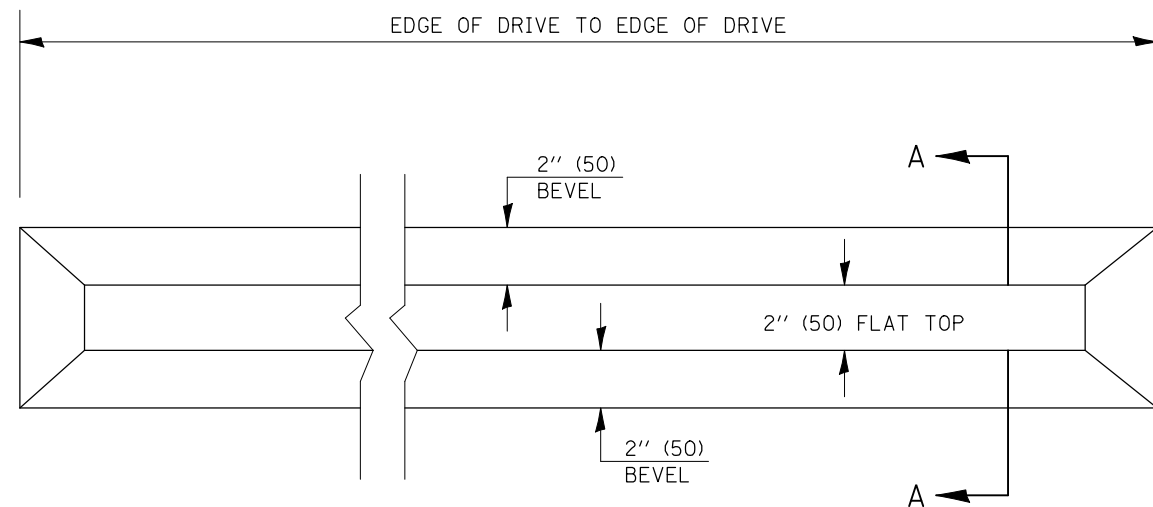 EDGE OF DRIVE TO EDGE OF DRIVE
2'' (50)
BEVEL
A
2'' (50) FLAT TOP
2'' (50)
BEVEL
A